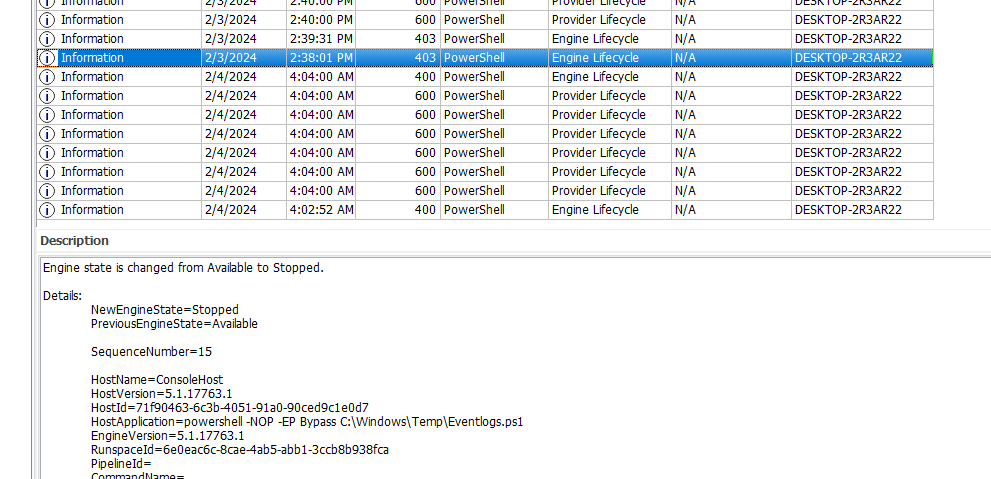 Information 2/3/2024 2:40:00 PM 600 PowerShell Provider Lifecycle N/A DESKTOP-2R3AR22
Information 2/3/2024 2:40:00 PM 600 PowerShell Provider Lifecycle N/A DESKTOP-2R3AR22
Information 2/3/2024 2:39:31 PM 403 PowerShell Engine Lifecycle N/A DESKTOP-2R3AR22
Information 2/3/2024 2:38:01 PM 403 PowerShell Engine Lifecycle N/A DESKTOP-2R3AR22
Information 2/4/2024 4:04:00 AM 400 PowerShell Engine Lifecycle N/A DESKTOP-2R3AR22
Information 2/4/2024 4:04:00 AM 600 PowerShell Provider Lifecycle N/A DESKTOP-2R3AR22
Information 2/4/2024 4:04:00 AM 600 PowerShell Provider Lifecycle N/A DESKTOP-2R3AR22
Information 2/4/2024 4:04:00 AM 600 PowerShell Provider Lifecycle N/A DESKTOP-2R3AR22
Information 2/4/2024 4:04:00 AM 600 PowerShell Provider Lifecycle N/A DESKTOP-2R3AR22
Information 2/4/2024 4:04:00 AM 600 PowerShell Provider Lifecycle N/A DESKTOP-2R3AR22
Information 2/4/2024 4:04:00 AM 600 PowerShell Provider Lifecycle N/A DESKTOP-2R3AR22
Information 2/4/2024 4:02:52 AM 400 PowerShell Engine Lifecycle N/A DESKTOP-2R3AR22
Description
Engine state is changed from Available to Stopped.
Details:
NewEngineState=Stopped
PreviousEngineState=Available
SequenceNumber=15
HostName=ConsoleHost
HostVersion=5.1.17763.1
HostId=71f90463-6c3b-4051-91a0-90ced9c1e0d7
HostApplication=powershell -NOP -EP Bypass C:\Windows\Temp\Eventlogs.ps1
EngineVersion=5.1.17763.1
RunspaceId=6e0eac6c-8cae-4ab5-abb1-3ccb8b938fca
PipelineId=
CommandName=